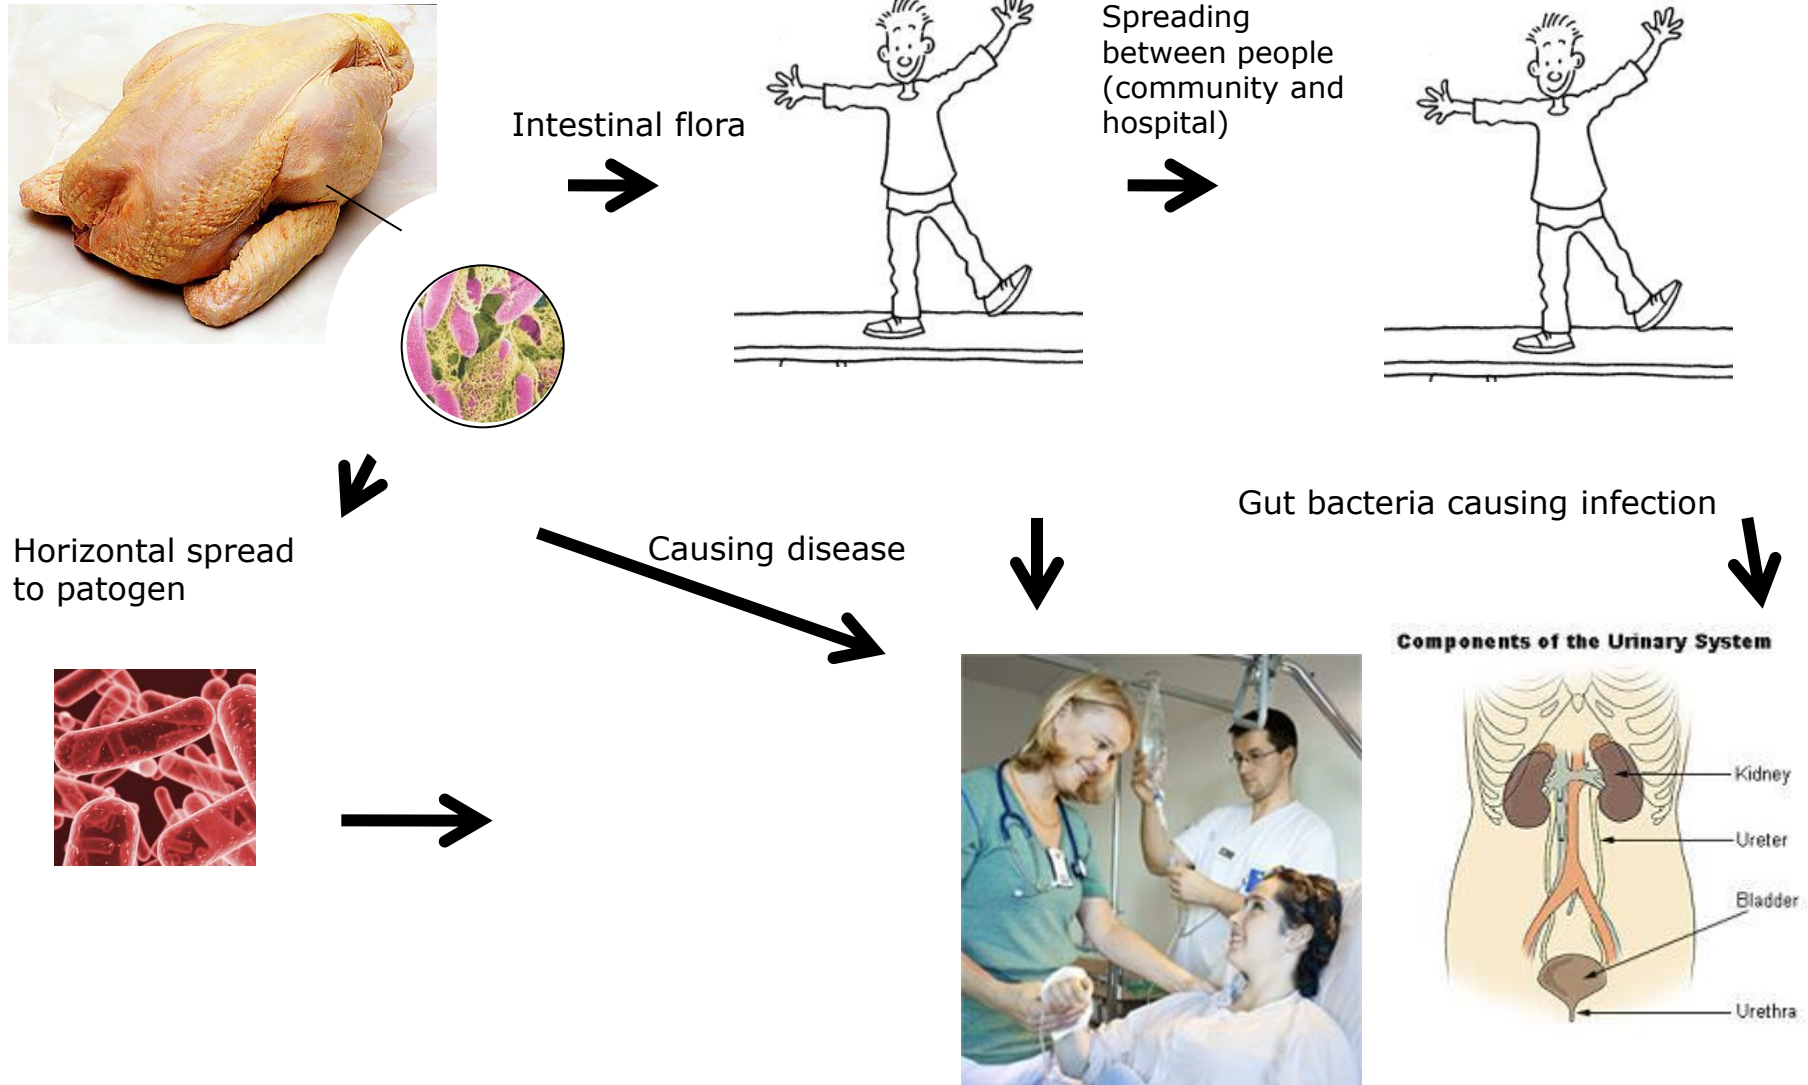 Intestinal flora
Spreading
between people
(community and
hospital)
Horizontal spread
to patogen
Causing disease
Gut bacteria causing infection
Components of the Urinary System
Kidney
Ureter
Bladder
Urethra